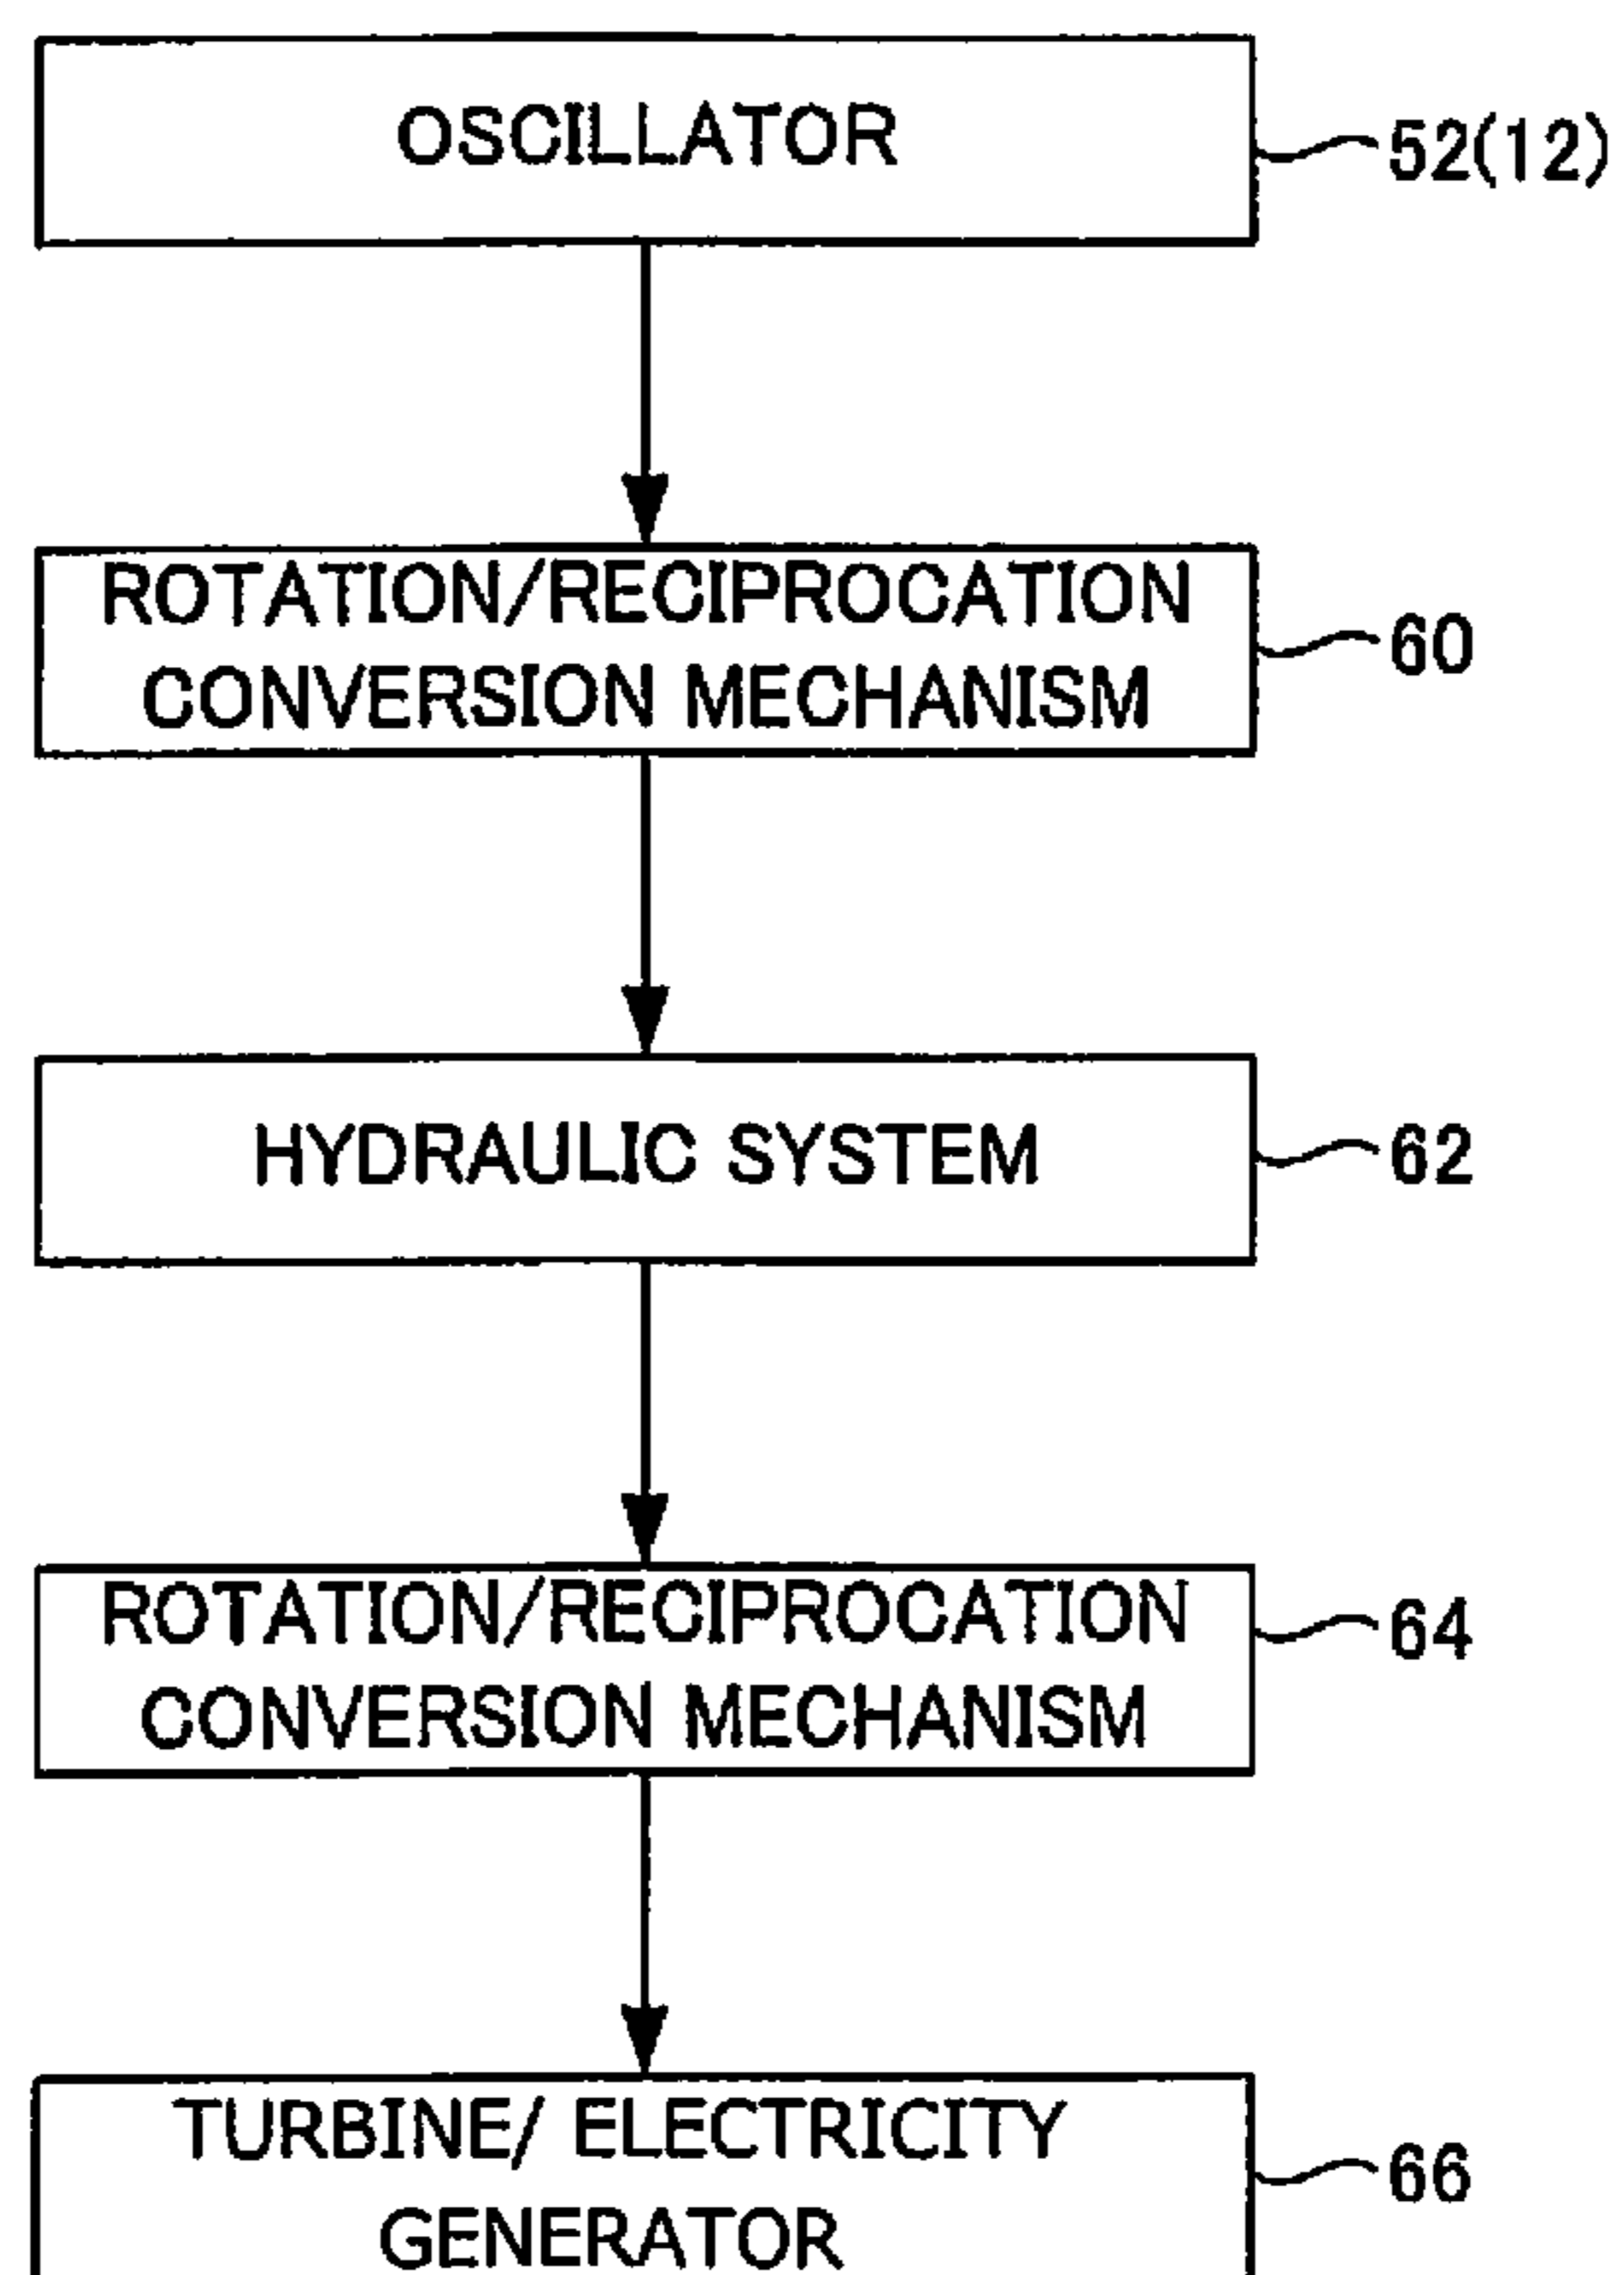 OSCILLATOR
52(12)
ROTATION/RECIPROCATION
CONVERSION MECHANISM
60
HYDRAULIC SYSTEM
62
ROTATION/RECIPROCATION
CONVERSION MECHANISM
64
TURBINE/ ELECTRICITY
GENERATOR
66